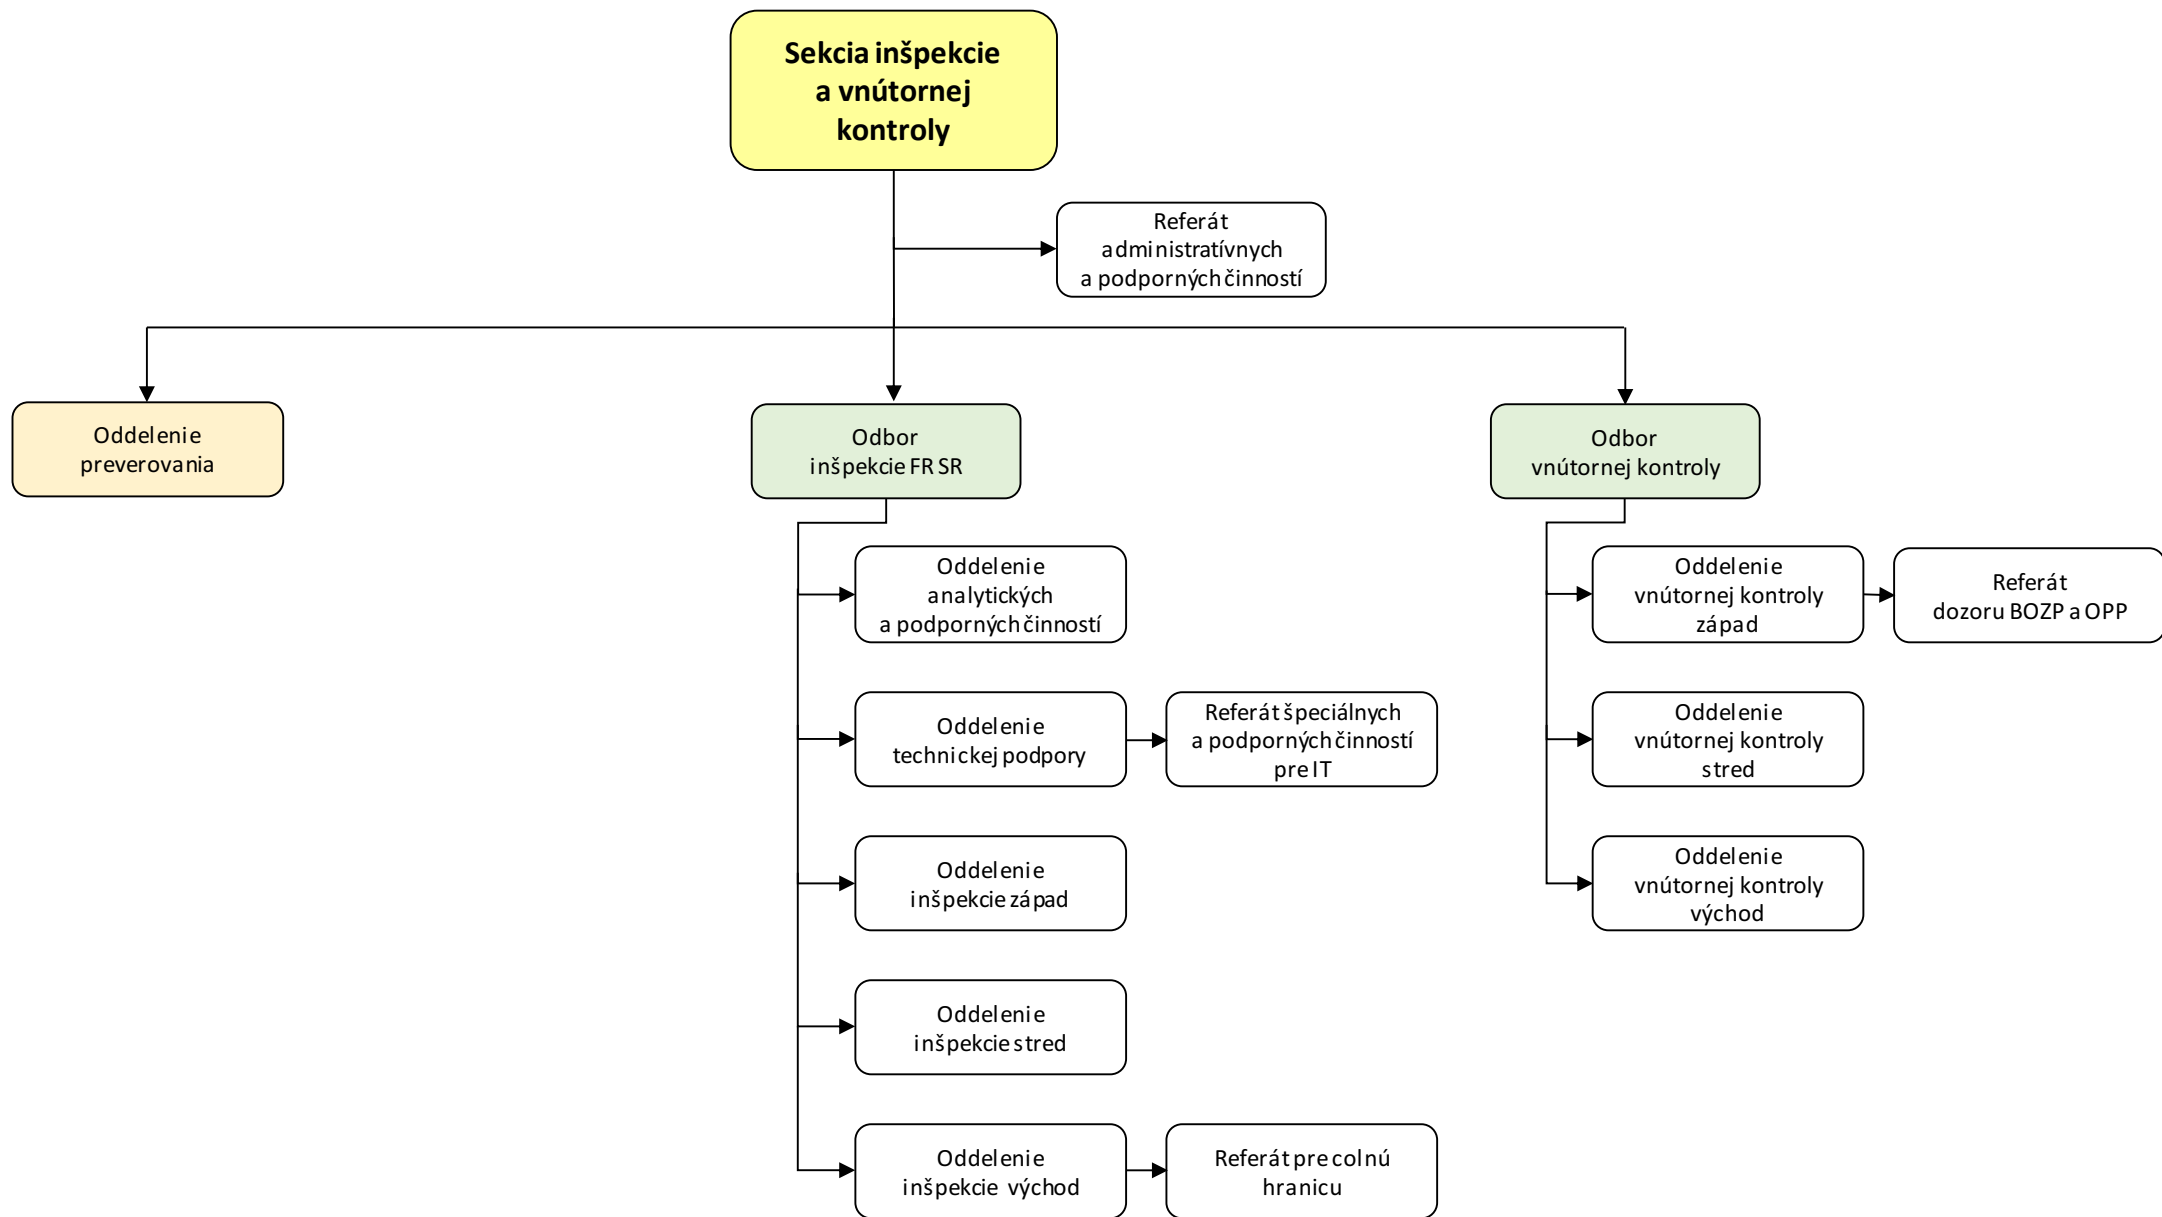 Sekcia inšpekcie
a vnútornej
kontroly
Referát
administratívnych
a podporných činností
Oddelenie
preverovania
Odbor
inšpekcie FR SR
Odbor
vnútornej kontroly
Oddelenie
analytických
a podporných činností
Oddelenie
vnútornej kontroly
západ
Referát
dozoru BOZP a OPP
Oddelenie
technickej podpory
Referát špeciálnych
a podporných činností
pre IT
Oddelenie
vnútornej kontroly
stred
Oddelenie
inšpekcie západ
Oddelenie
vnútornej kontroly
východ
Oddelenie
inšpekcie stred
Oddelenie
inšpekcie východ
Referát pre colnú
hranicu